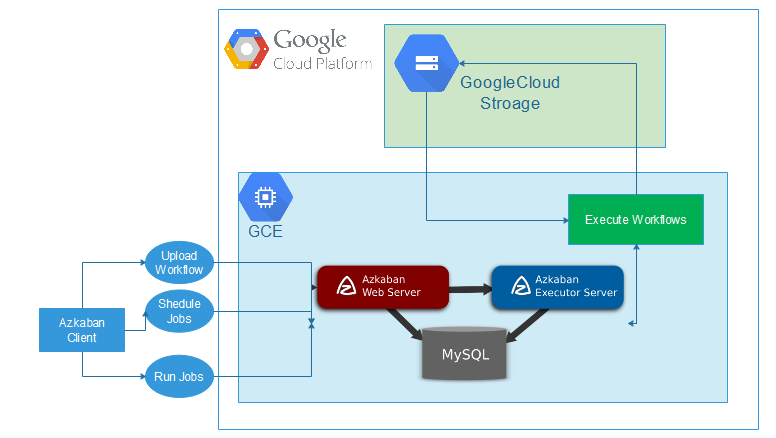 Google
Cloud Platform
GoogleCloud
Stroage
GCE
Execute Workflows
Upload
Workflow
Azkaban
Web Server
Azkaban
Executor Server
Shedule
Jobs
Azkaban
Client
MySQL
Run Jobs